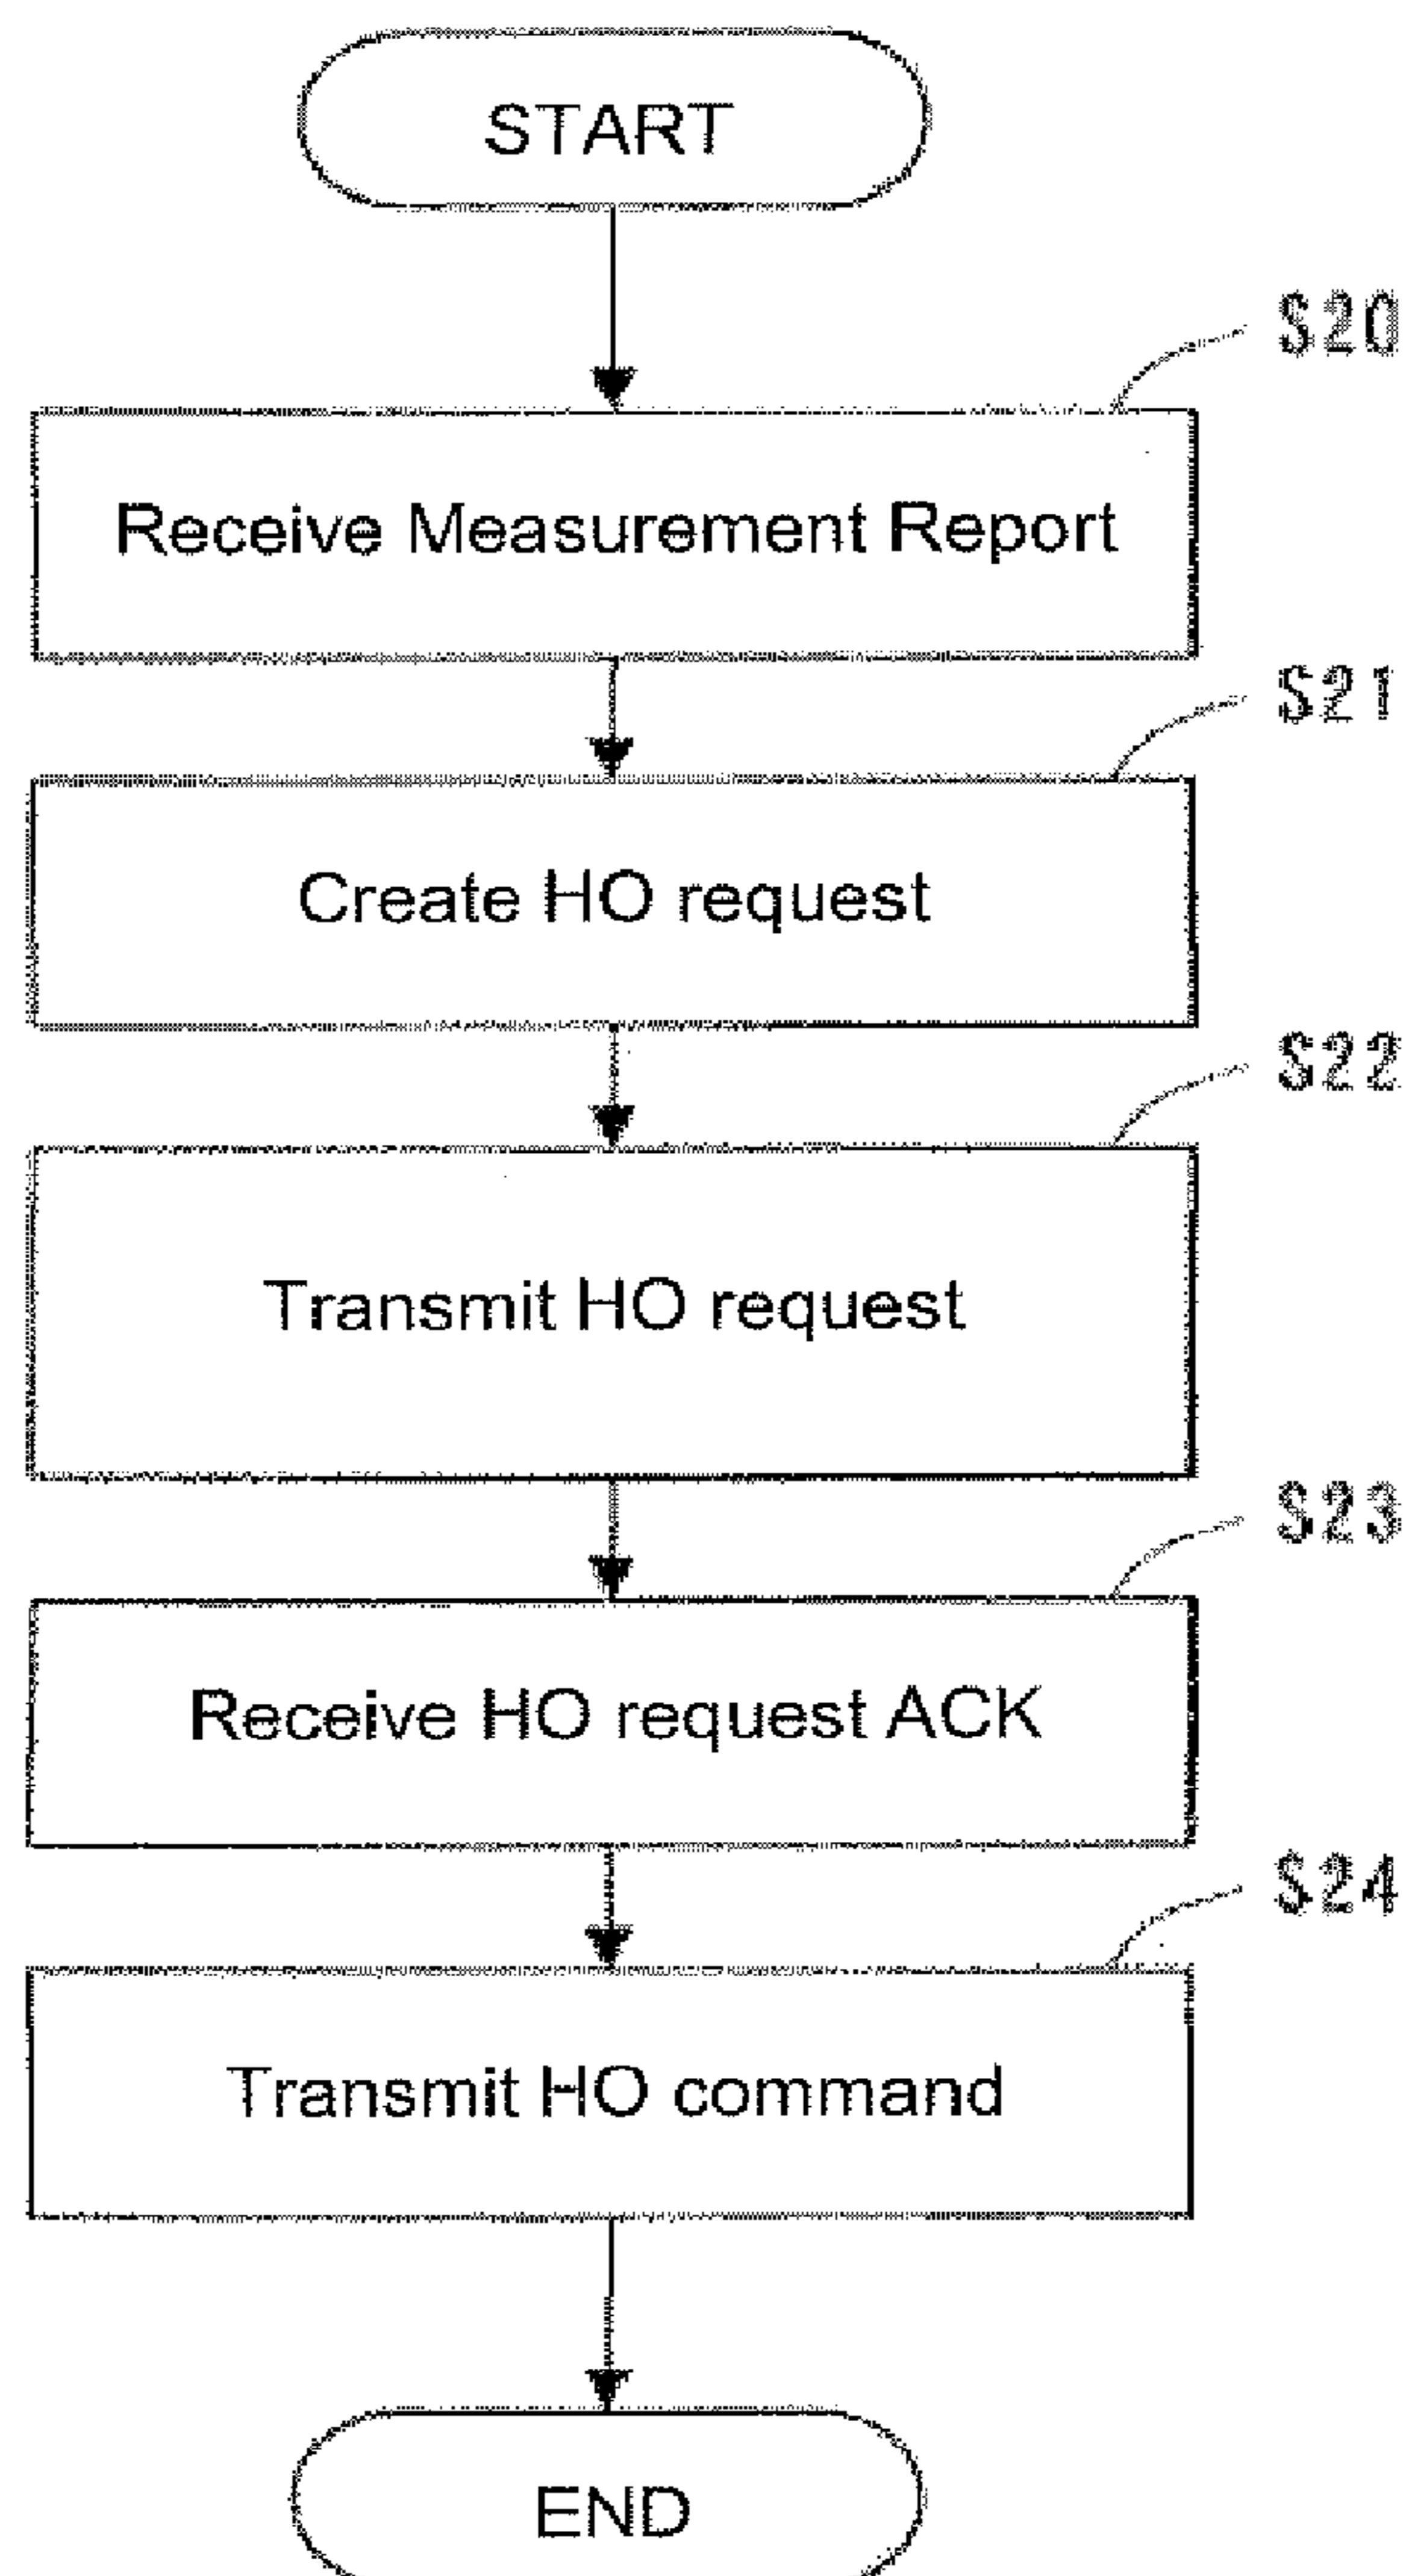 START
S20
Receive Measurement Report
S21
Create HO request
S22
Transmit HO request
S23
Receive HO request ACK
S24
Transmit HO command
END